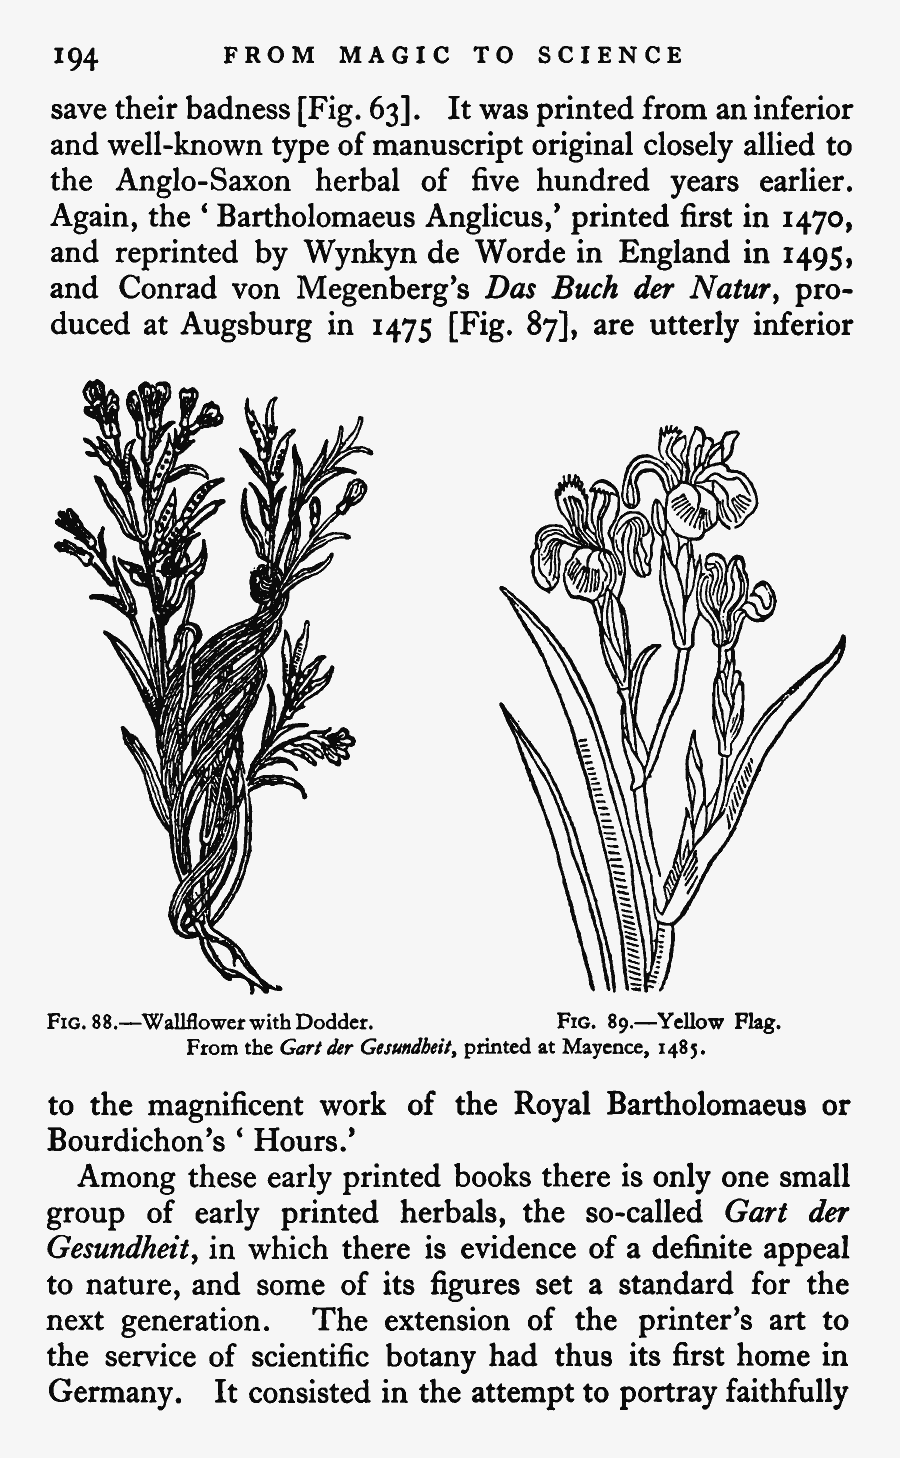 194 FROM MAGIC TO SCIENCE
save their badness [Fig. 63]. It was printed from an inferior
and well-known type of manuscript original closely allied to
the Anglo-Saxon herbal of five hundred years earlier.
Again, the ‘ Bartholomaeus Anglicus,’ printed first in 1470,
and reprinted by Wynkyn de Worde in England in 1495,
and Conrad von Megenberg’s Das Buch der Natur, pro-
duced at Augsburg in 1475 [Fig. 87], are utterly inferior
Fig. 88.—Wallflower with Dodder.
Fig. 89.—Yellow Flag.
From the Gart der Gesundheit, printed at Mayence, 1485.
to the magnificent work of the Royal Bartholomaeus or
Bourdichon’s ‘ Hours.’
Among these early printed books there is only one small
group of early printed herbals, the so-called Gart der
Gesundheit, in which there is evidence of a definite appeal
to nature, and some of its figures set a standard for the
next generation. The extension of the printer’s art to
the service of scientific botany had thus its first home in
Germany. It consisted in the attempt to portray faithfully